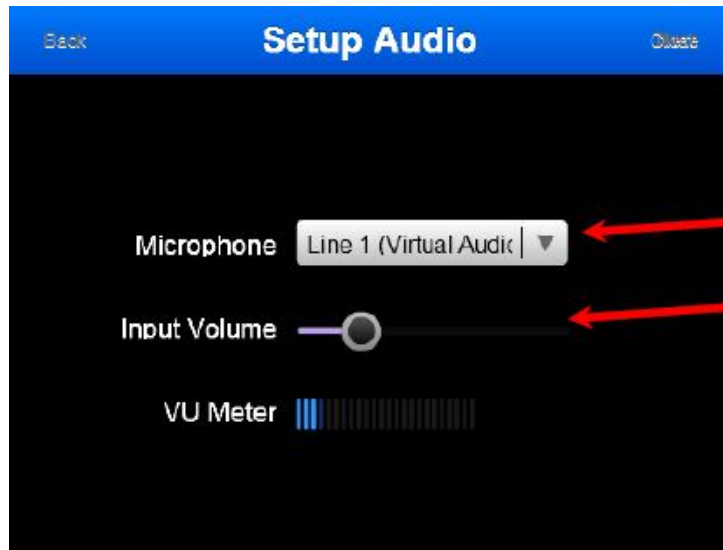 Back
Setup Audio
Microphone
Line 1 (Virtual Audic
Input Volume
VU Meter